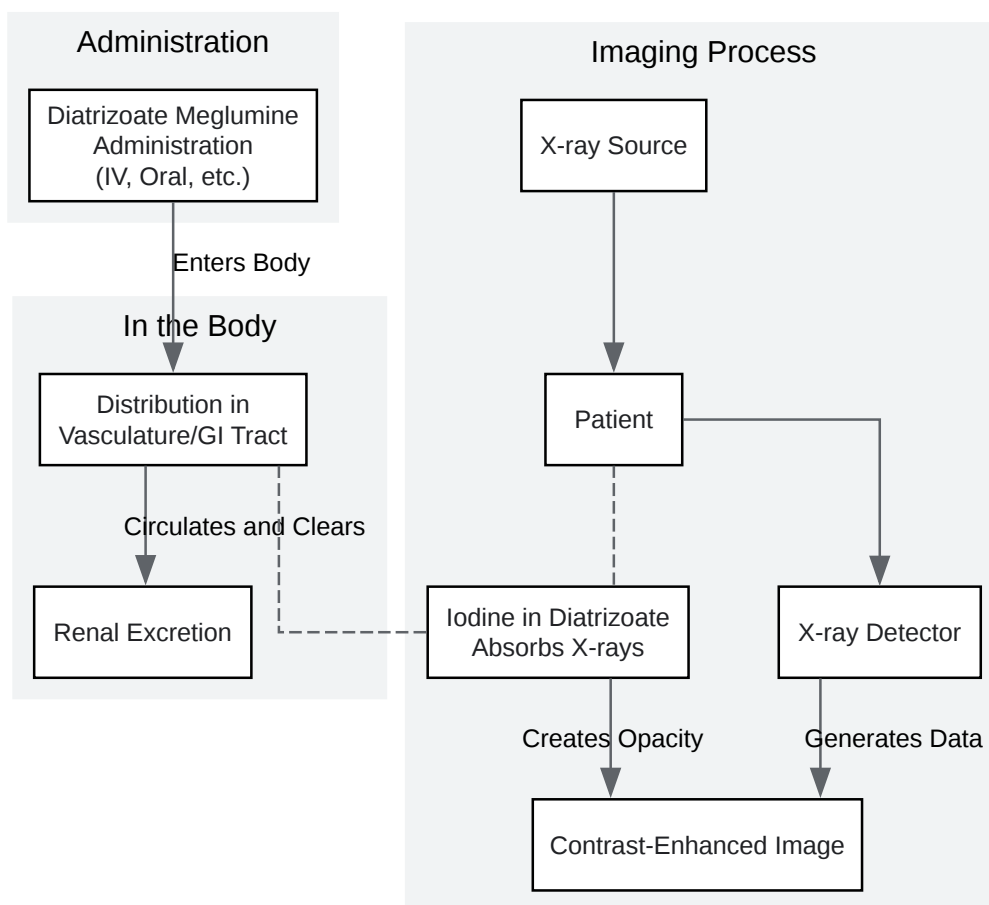 Administration
Diatrizoate Meglumine
Administration
(IV, Oral, etc.)
Enters Body
In the Body
Distribution in
Vasculature/GI Tract
Circulates and Clears
Renal Excretion
Imaging Process
X-ray Source
Patient
Iodine in Diatrizoate
Absorbs X-rays
X-ray Detector
Creates Opacity
Generates Data
Contrast-Enhanced Image